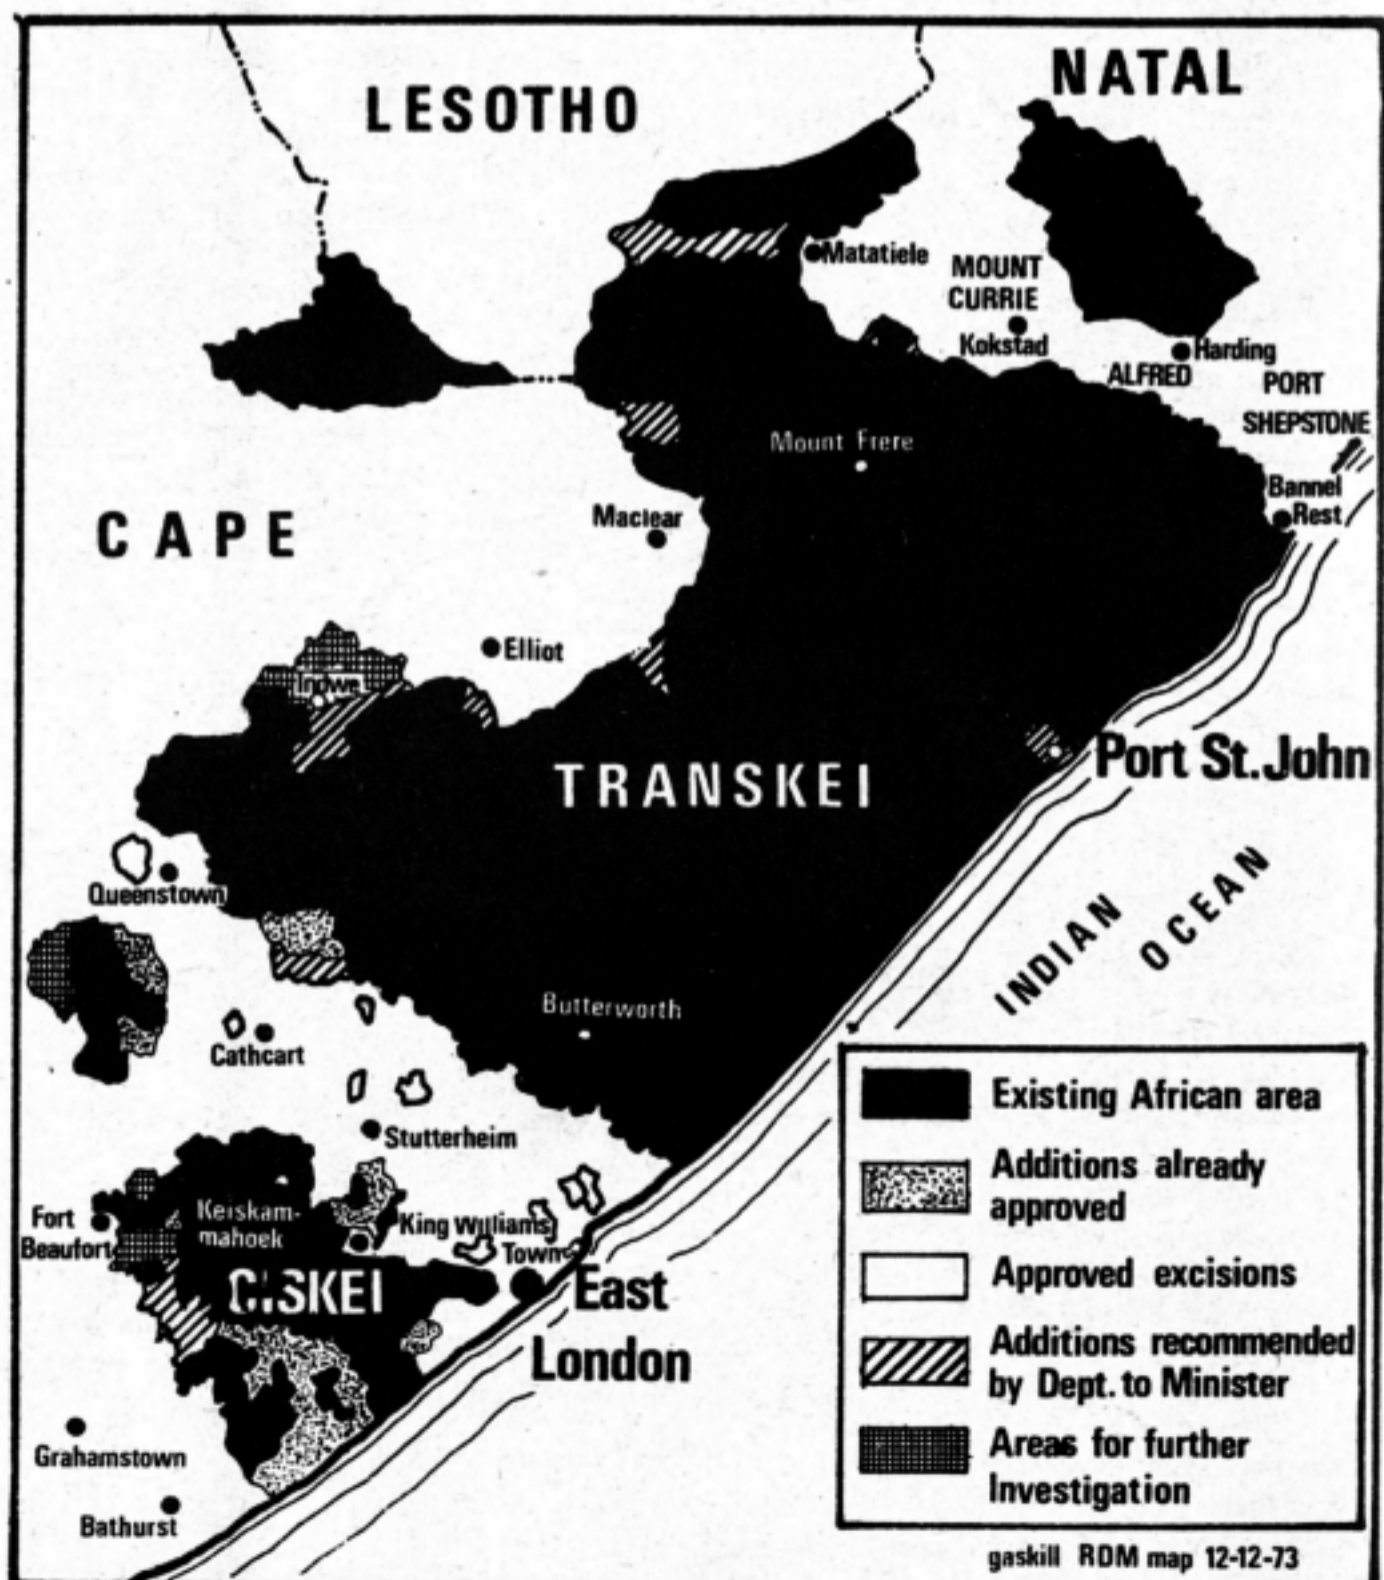 LESOTHO
NATAL
Matatiele
MOUNT
CURRIE
Kokstad
Harding
ALFRED
PORT
SHEPSTONE
Mount Frere
Bannel
Rest
CAPE
Maclear
Elliot
Indwe
TRANSKEI
Port St.John
Queenstown
INDIAN OCEAN
Butterworth
Cathcart
Stutterheim
Keiskam-
mahoek
Fort
Beaufort
King Williams
Town
CISKEI
East
London
Grahamstown
Bathurst
Existing African area
Additions already
approved
Approved excisions
Additions recommended
by Dept. to Minister
Areas for further
Investigation
gaskill RDM map 12-12-73